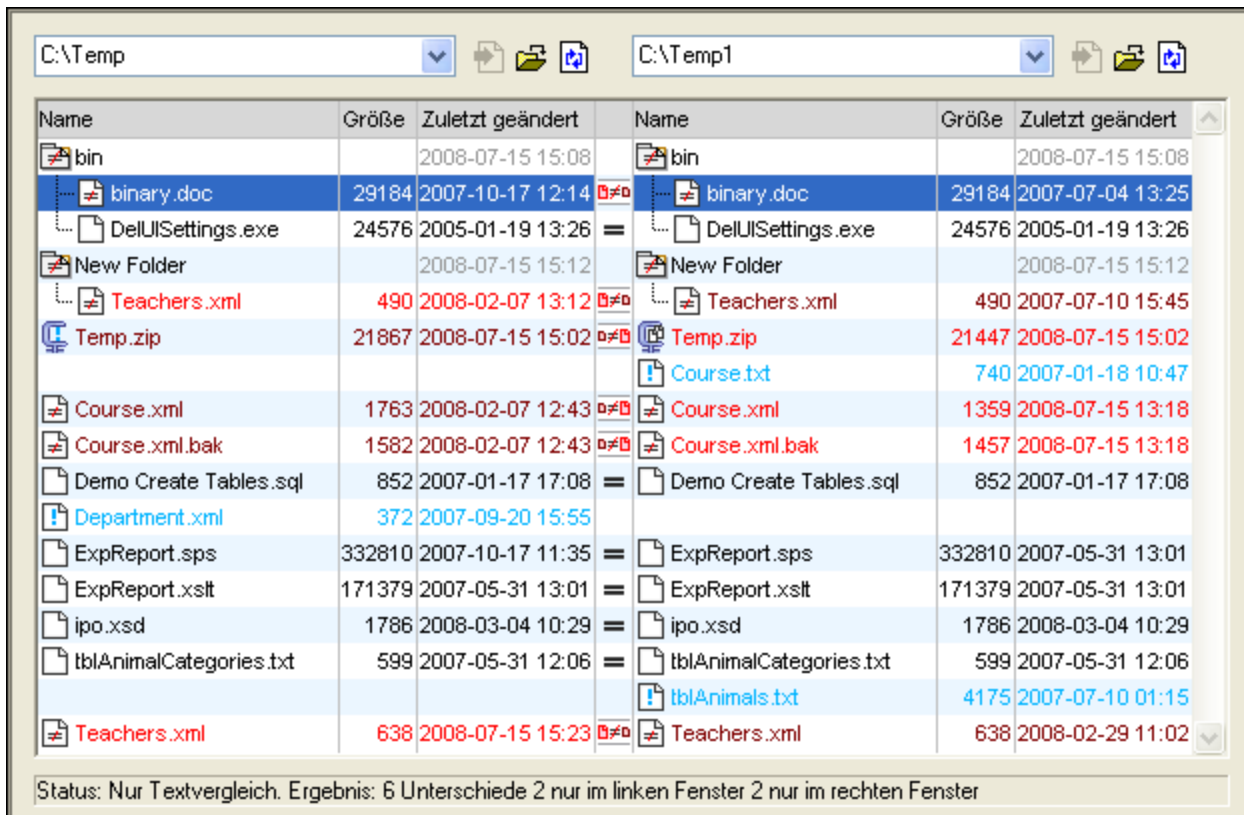 C:\Temp C:\Temp1
Name Größe Zuletzt geändert Name Größe Zuletzt geändert
bin 2008-07-15 15:08 bin 2008-07-15 15:08
binary.doc 29184 2007-10-17 12:14 binary.doc 29184 2007-07-04 13:25
DelUISettings.exe 24576 2005-01-19 13:26 = DelUISettings.exe 24576 2005-01-19 13:26
New Folder 2008-07-15 15:12 New Folder 2008-07-15 15:12
Teachers.xml 490 2008-02-07 13:12 Teachers.xml 490 2007-07-10 15:45
Temp.zip 21867 2008-07-15 15:02 Temp.zip 21447 2008-07-15 15:02
Course.txt 740 2007-01-18 10:47
Course.xml 1763 2008-02-07 12:43 Course.xml 1359 2008-07-15 13:18
Course.xml.bak 1582 2008-02-07 12:43 Course.xml.bak 1457 2008-07-15 13:18
Demo Create Tables.sql 852 2007-01-17 17:08 = Demo Create Tables.sql 852 2007-01-17 17:08
Department.xml 372 2007-09-20 15:55
ExpReport.sps 332810 2007-10-17 11:35 = ExpReport.sps 332810 2007-05-31 13:01
ExpReport.xslt 171379 2007-05-31 13:01 = ExpReport.xslt 171379 2007-05-31 13:01
ipo.xsd 1786 2008-03-04 10:29 = ipo.xsd 1786 2008-03-04 10:29
tblAnimalCategories.txt 599 2007-05-31 12:06 = tblAnimalCategories.txt 599 2007-05-31 12:06
tblAnimals.txt 4175 2007-07-10 01:15
Teachers.xml 638 2008-07-15 15:23 Teachers.xml 638 2008-02-29 11:02
Status: Nur Textvergleich. Ergebnis: 6 Unterschiede 2 nur im linken Fenster 2 nur im rechten Fenster